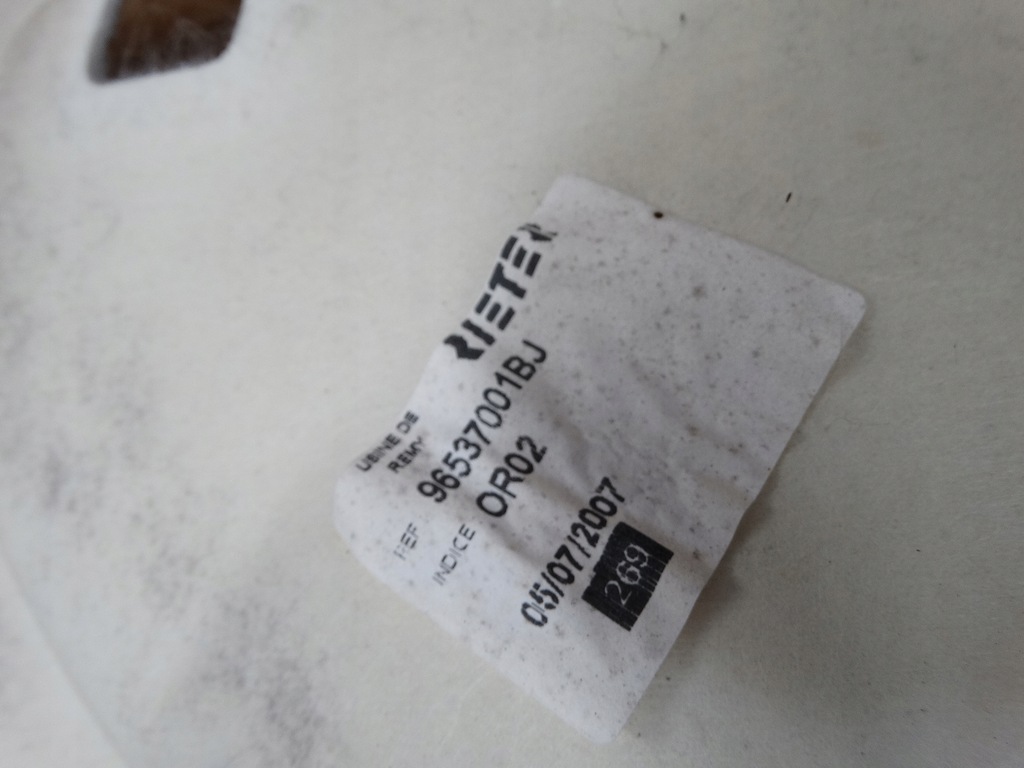 RIETER
USINE DE
REMY
REF 96537001BJ
INDICE OR02
05/07/2007
269